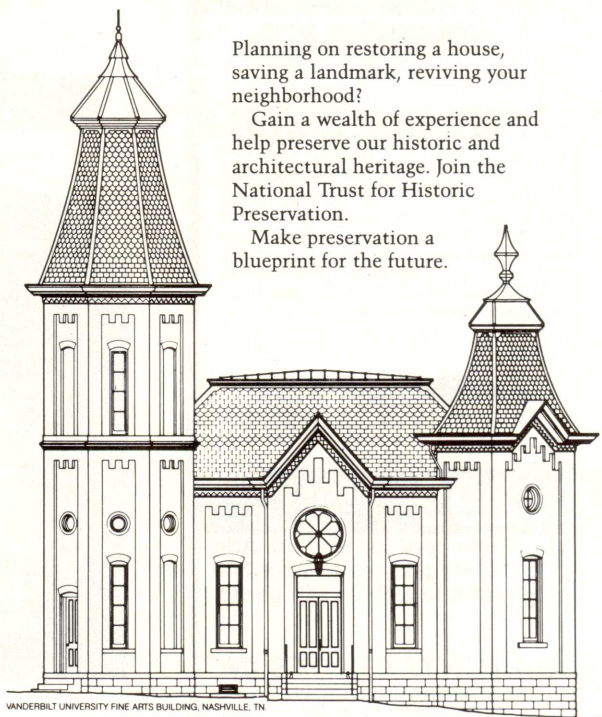 Planning on restoring a house,
saving a landmark, reviving your
neighborhood?
Gain a wealth of experience and
help preserve our historic and
architectural heritage. Join the
National Trust for Historic
Preservation.
Make preservation a
blueprint for the future.
VANDERBILT UNIVERSITY FINE ARTS BUILDING, NASHVILLE, TN.